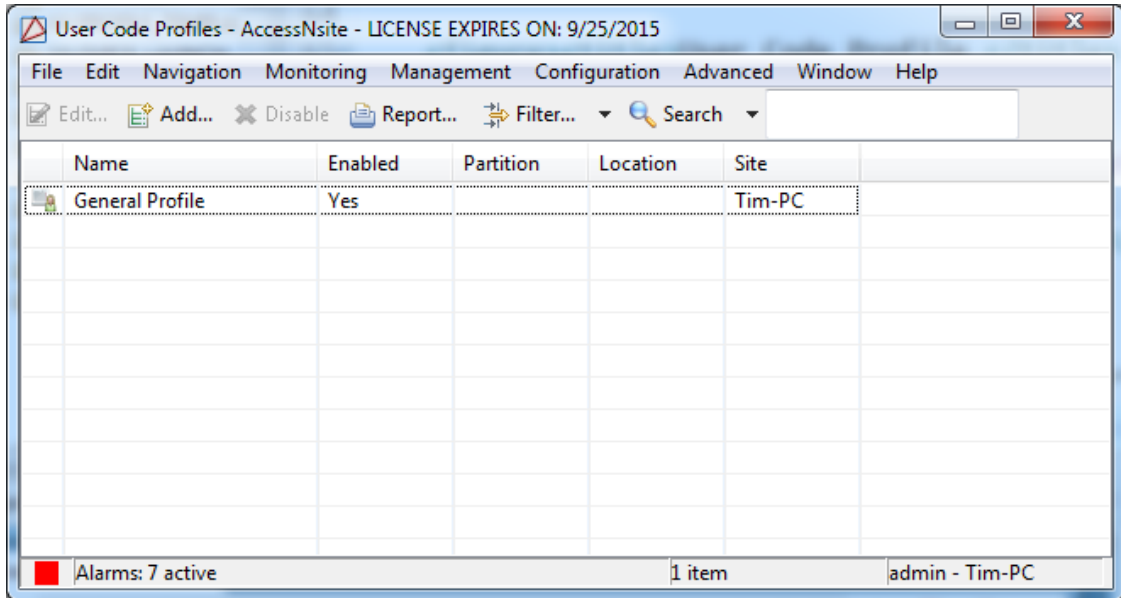 User Code Profiles - AccessNsite - LICENSE EXPIRES ON: 9/25/2015
File Edit Navigation Monitoring Management Configuration Advanced Window Help
Edit... Add... Disable Report... Filter... Search
Name Enabled Partition Location Site
General Profile Yes Tim-PC
Alarms: 7 active 1 item admin - Tim-PC